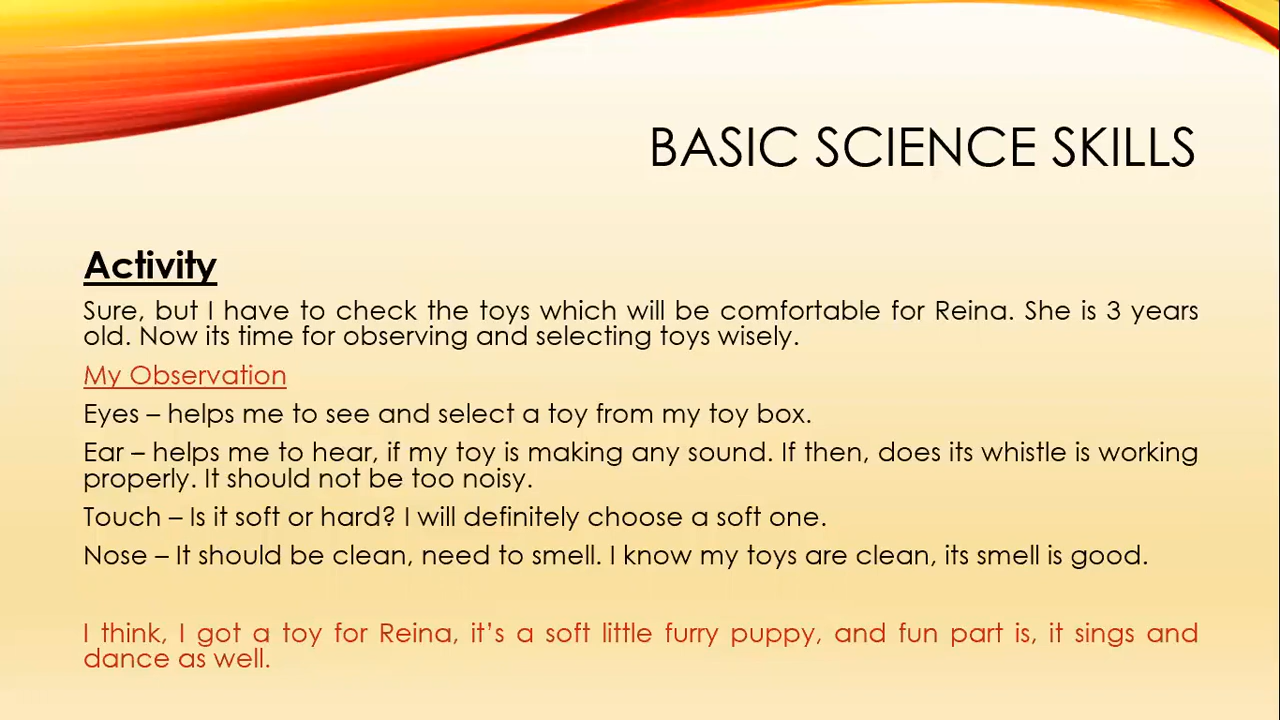 BASIC SCIENCE SKILLS
Activity
Sure, but I have to check the toys which will be comfortable for Reina. She is 3 years
old. Now its time for observing and selecting toys wisely.
My Observation
Eyes – helps me to see and select a toy from my toy box.
Ear – helps me to hear, if my toy is making any sound. If then, does its whistle is working
properly. It should not be too noisy.
Touch – Is it soft or hard? I will definitely choose a soft one.
Nose – It should be clean, need to smell. I know my toys are clean, its smell is good.
I think, I got a toy for Reina, it’s a soft little furry puppy, and fun part is, it sings and
dance as well.